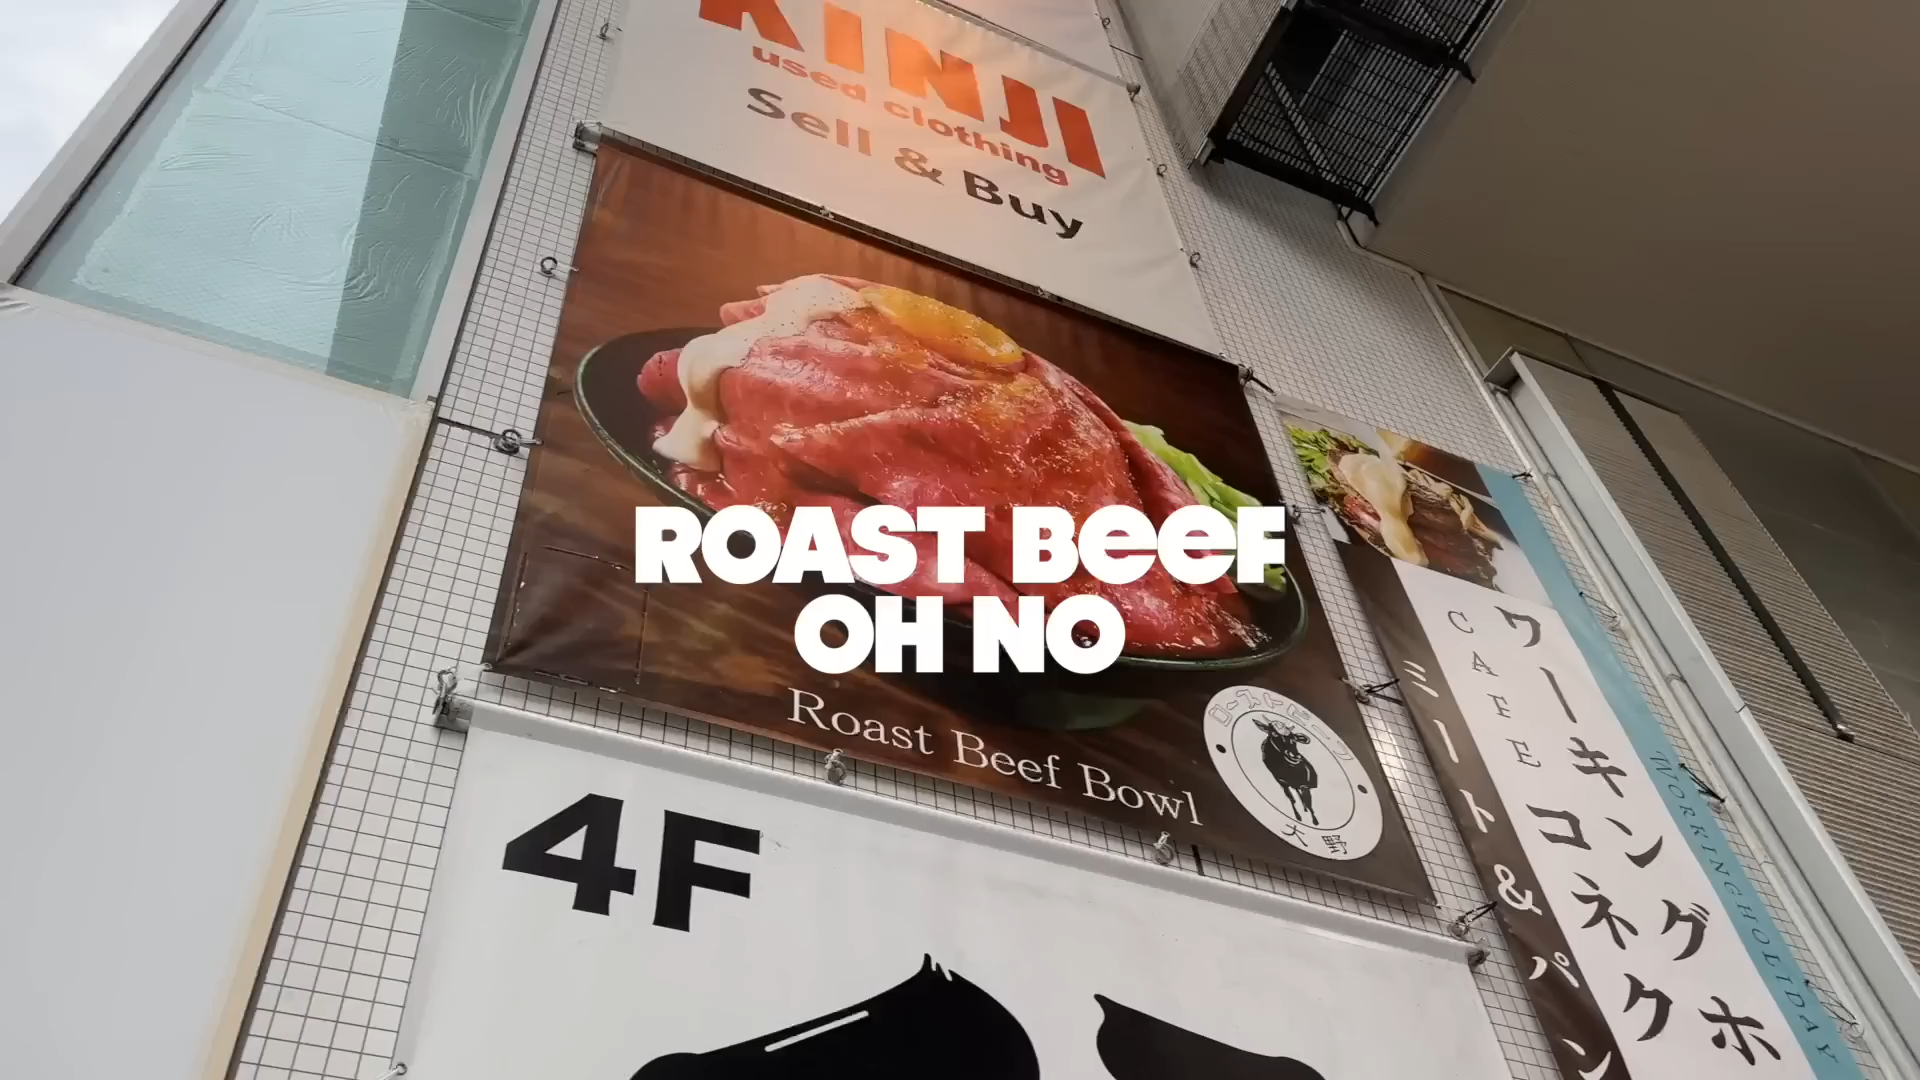 KINJI
used clothing
Sell & Buy
ROAST BEEF
OH NO
Roast Beef Bowl
ローストビーフ
大野
4F
CAFE
ワーキングホ
コネク
ミート&パン
WORKING HOLIDAY